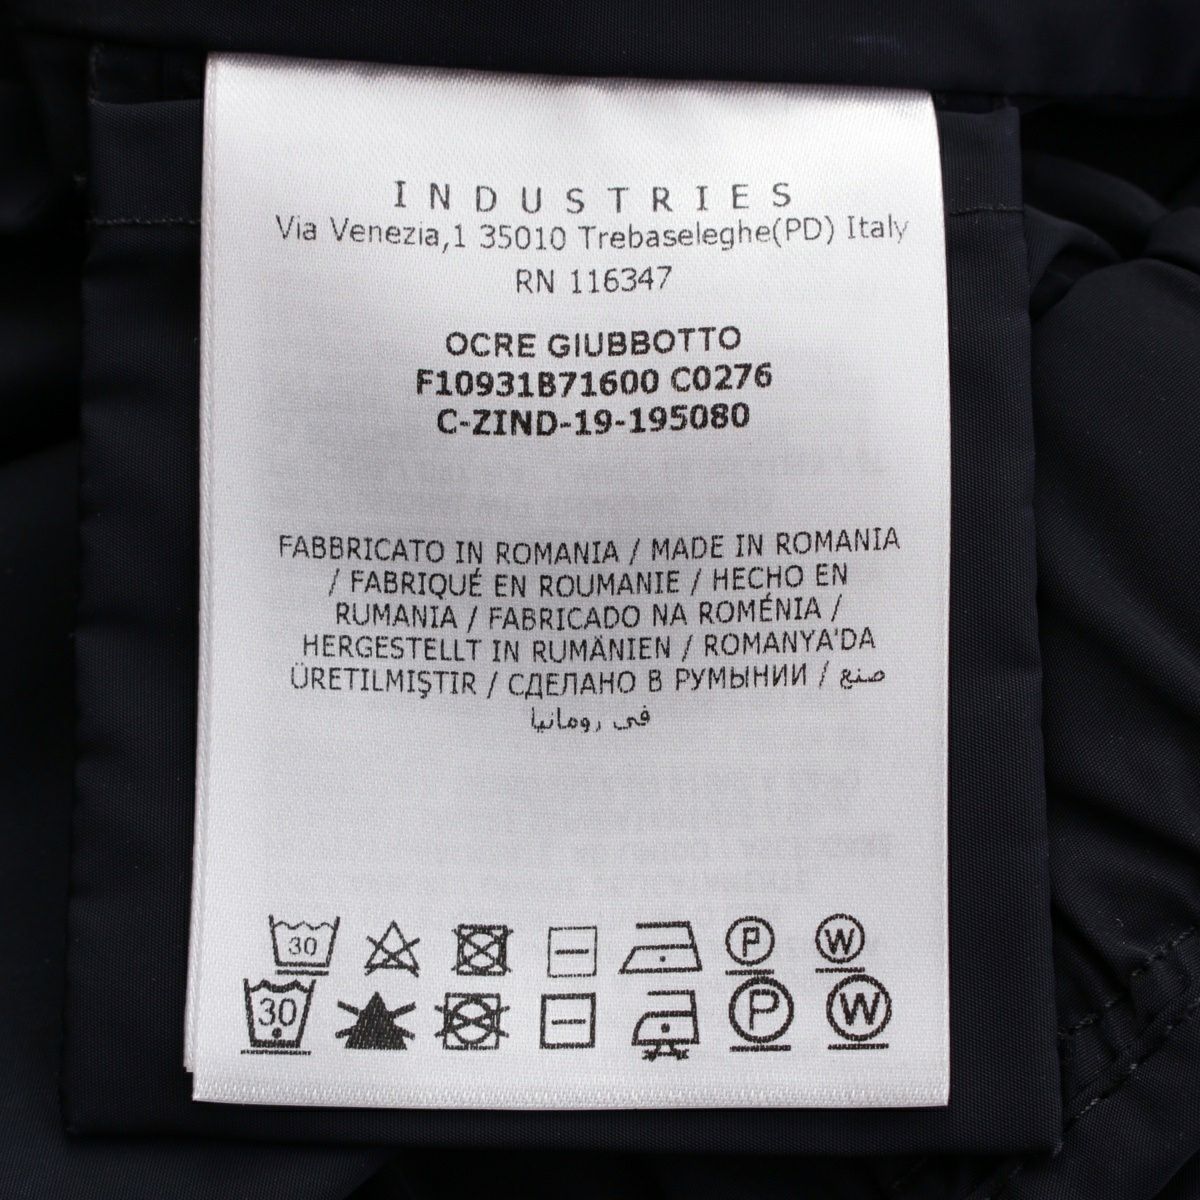 INDUSTRIES
Via Venezia,1 35010 Trebaseleghe(PD) Italy
RN 116347
OCRE GIUBBOTTO
F10931B71600 C0276
C-ZIND-19-195080
FABBRICATO IN ROMANIA / MADE IN ROMANIA
/ FABRIQUÉ EN ROUMANIE / HECHO EN
RUMANIA / FABRICADO NA ROMÉNIA /
HERGESTELLT IN RUMÄNIEN / ROMANYA'DA
ÜRETILMIŞTIR / СДЕЛАНО В РУМЫНИИ / صنع
في رومانيا
30 P W
30 P W